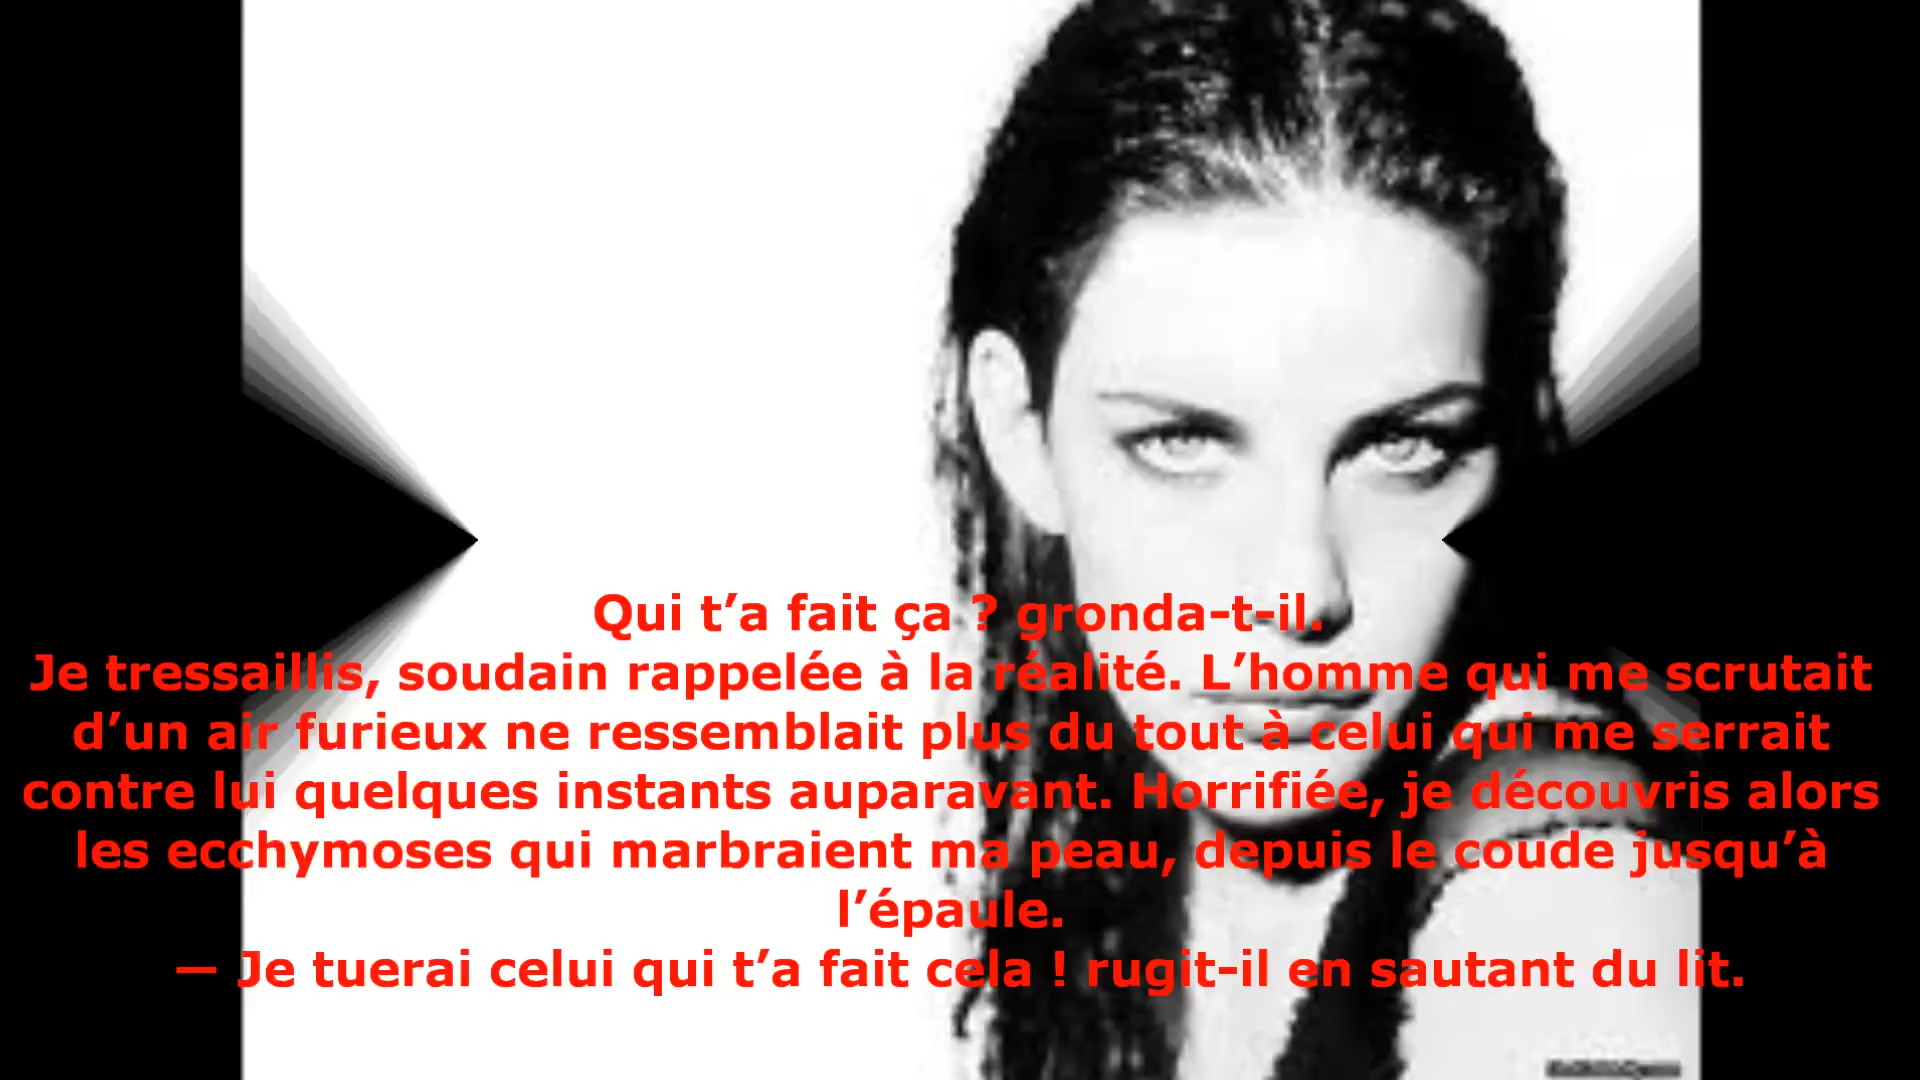 Qui t’a fait ça ? gronda-t-il.
Je tressaillis, soudain rappelée à la réalité. L’homme qui me scrutait
d’un air furieux ne ressemblait plus du tout à celui qui me serrait
contre lui quelques instants auparavant. Horrifiée, je découvris alors
les ecchymoses qui marbraient ma peau, depuis le coude jusqu’à
l’épaule.
— Je tuerai celui qui t’a fait cela ! rugit-il en sautant du lit.